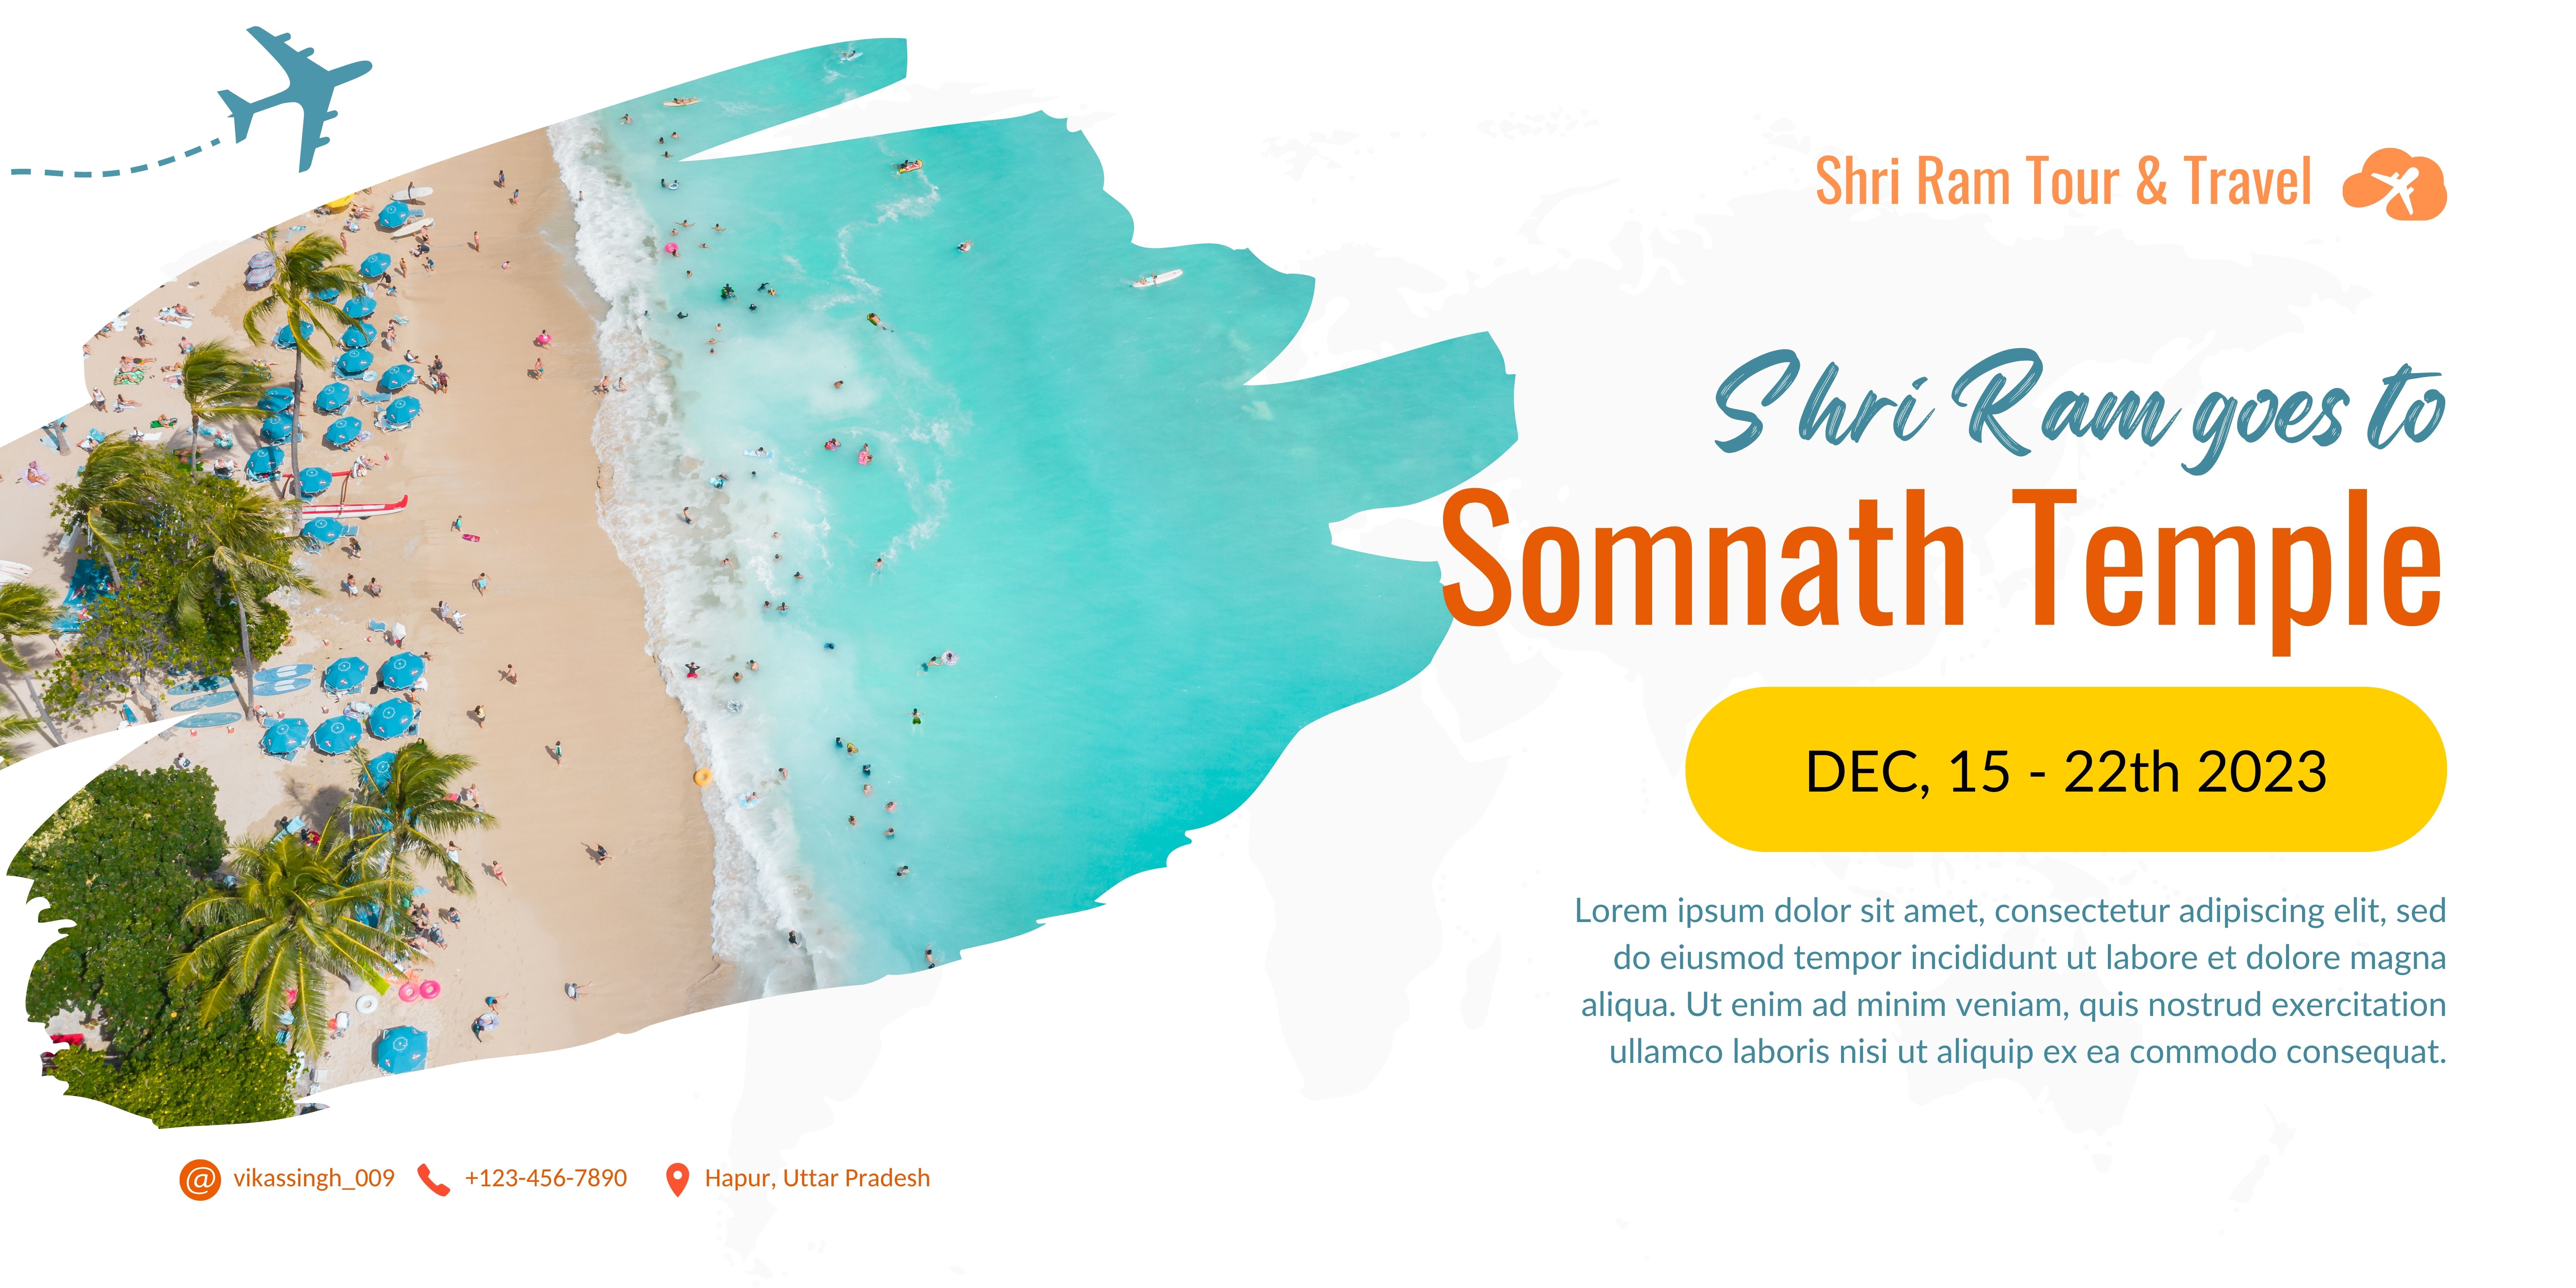 Shri Ram Tour & Travel
Shri Ram goes to
Somnath Temple
DEC, 15 - 22th 2023
Lorem ipsum dolor sit amet, consectetur adipiscing elit, sed
do eiusmod tempor incididunt ut labore et dolore magna
aliqua. Ut enim ad minim veniam, quis nostrud exercitation
ullamco laboris nisi ut aliquip ex ea commodo consequat.
@ vikassingh_009 +123-456-7890 Hapur, Uttar Pradesh